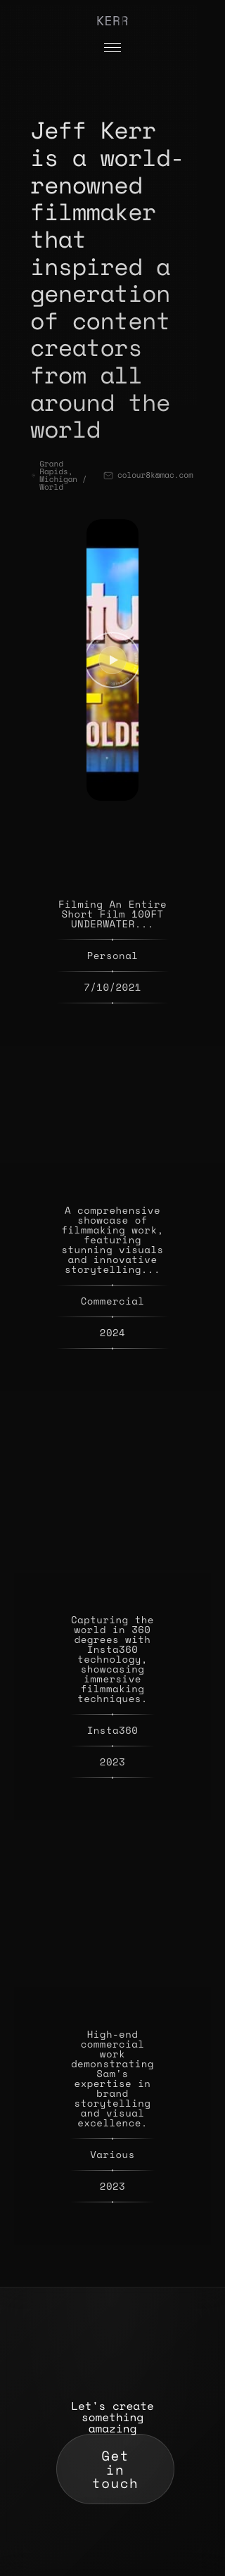 KERR
Jeff Kerr
is a world-
renowned
filmmaker
that
inspired a
generation
of content
creators
from all
around the
world
Grand
Rapids,
Michigan /
World
colour8k@mac.com
OLDE
Filming An Entire
Short Film 100FT
UNDERWATER...
Personal
7/10/2021
A comprehensive
showcase of
filmmaking work,
featuring
stunning visuals
and innovative
storytelling...
Commercial
2024
Capturing the
world in 360
degrees with
Insta360
technology,
showcasing
immersive
filmmaking
techniques.
Insta360
2023
High-end
commercial
work
demonstrating
Sam's
expertise in
brand
storytelling
and visual
excellence.
Various
2023
Let's create
something
amazing
Get
in
touch